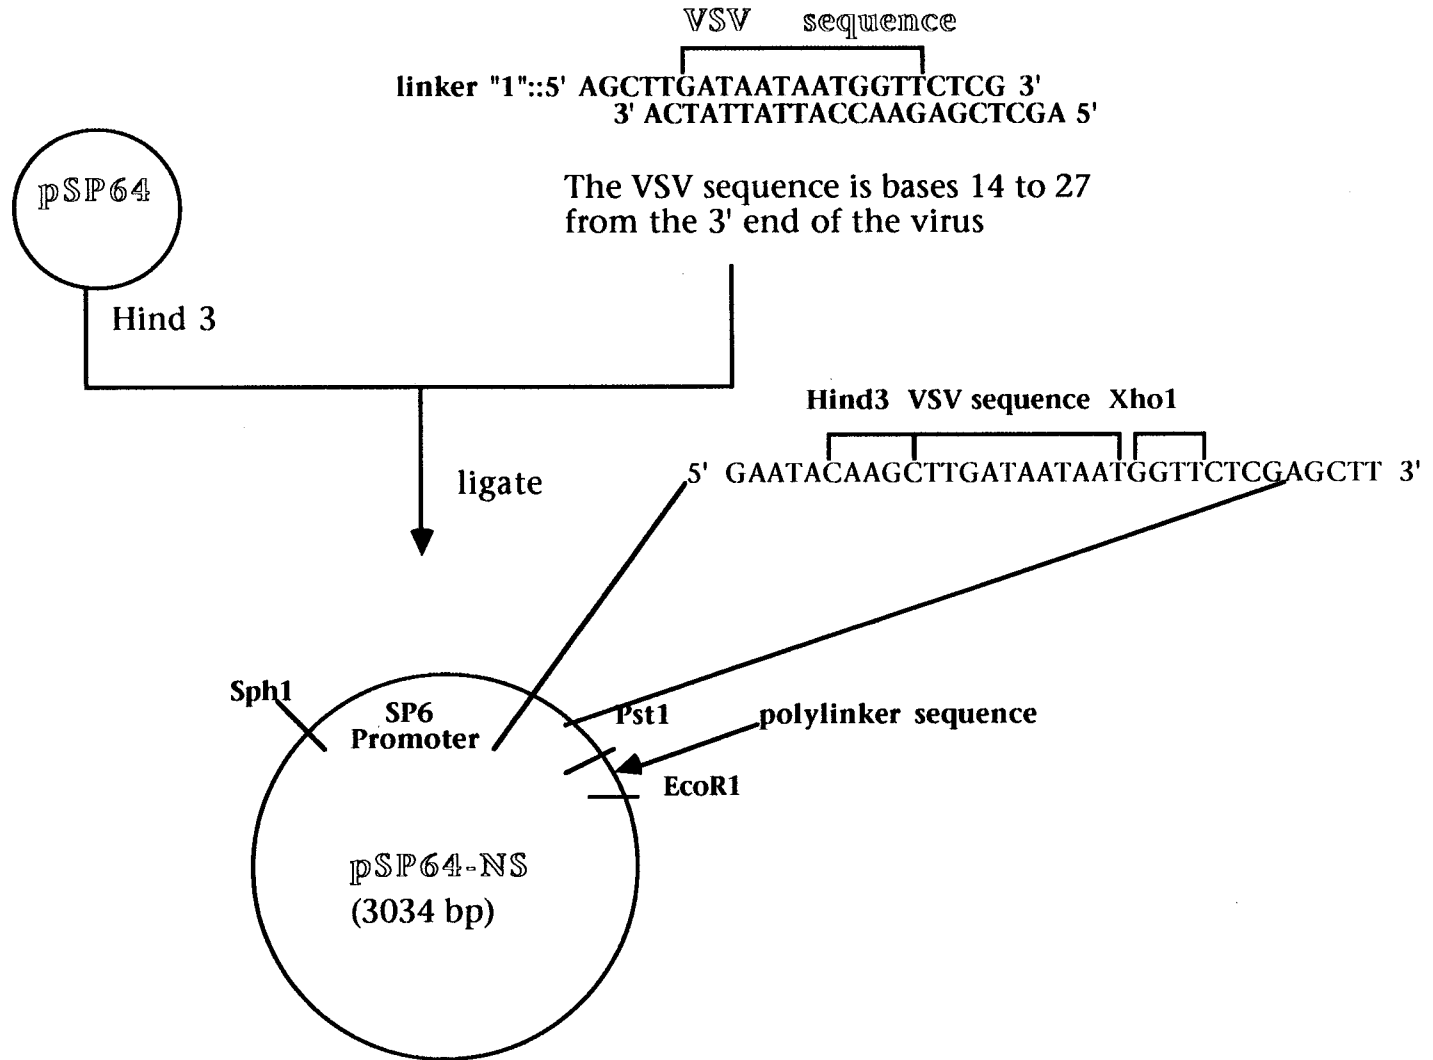 VSV sequence
linker "1"::5' AGCTTGATAATAATGGTTCTCG 3'
3' ACTATTATTACCAAGAGCTCGA 5'
pSP64
The VSV sequence is bases 14 to 27
from the 3' end of the virus
Hind 3
Hind3 VSV sequence Xho1
ligate
5' GAATACAAGCTTGATAATAATGGTTCTCGAGCTT 3'
Sph1
SP6
Promoter
Pst1
polylinker sequence
EcoR1
pSP64-NS
(3034 bp)